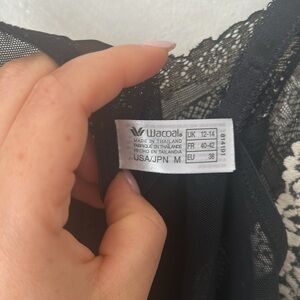 Wacoal
MADE IN THAILAND
FABRIQUÉ EN THAÏLANDE
HECHO EN TAILANDIA
USA/JPN M
UK 12-14
FR 40-42
EU 38
814191